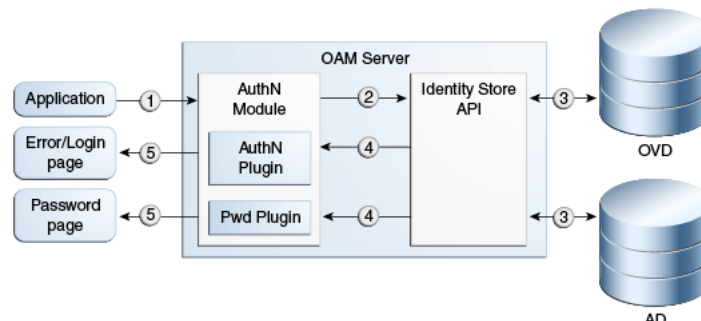 OAM Server
Application
1
AuthN
Module
2
Identity Store
API
3
OVD
Error/Login
page
5
AuthN
Plugin
4
Password
page
5
Pwd Plugin
4
3
AD